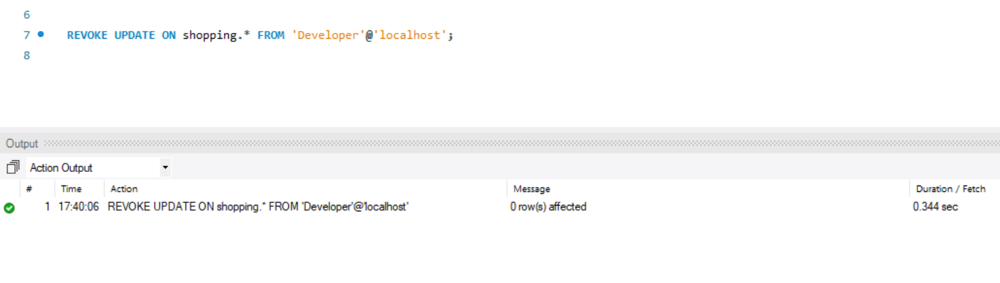 6
7 REVOKE UPDATE ON shopping.* FROM 'Developer'@'localhost';
8
Output
Action Output
# Time Action Message Duration / Fetch
1 17:40:06 REVOKE UPDATE ON shopping.* FROM 'Developer'@'localhost' 0 row(s) affected 0.344 sec